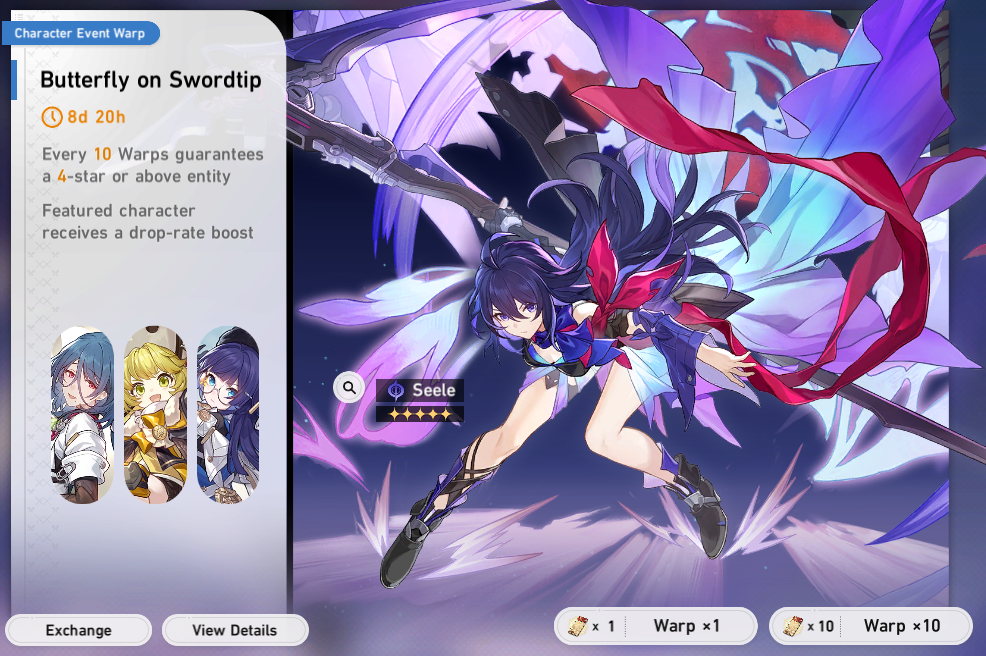 Character Event Warp
Butterfly on Swordtip
8d 20h
Every 10 Warps guarantees
a 4-star or above entity
Featured character
receives a drop-rate boost
Seele
Exchange
View Details
x 1
Warp ×1
x 10
Warp ×10